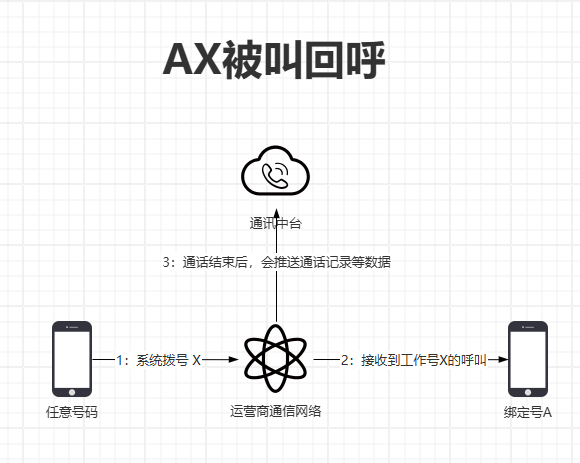 AX被叫回呼
通讯中台
3：通话结束后，会推送通话记录等数据
1：系统拨号 X
2：接收到工作号X的呼叫
任意号码
运营商通信网络
绑定号A